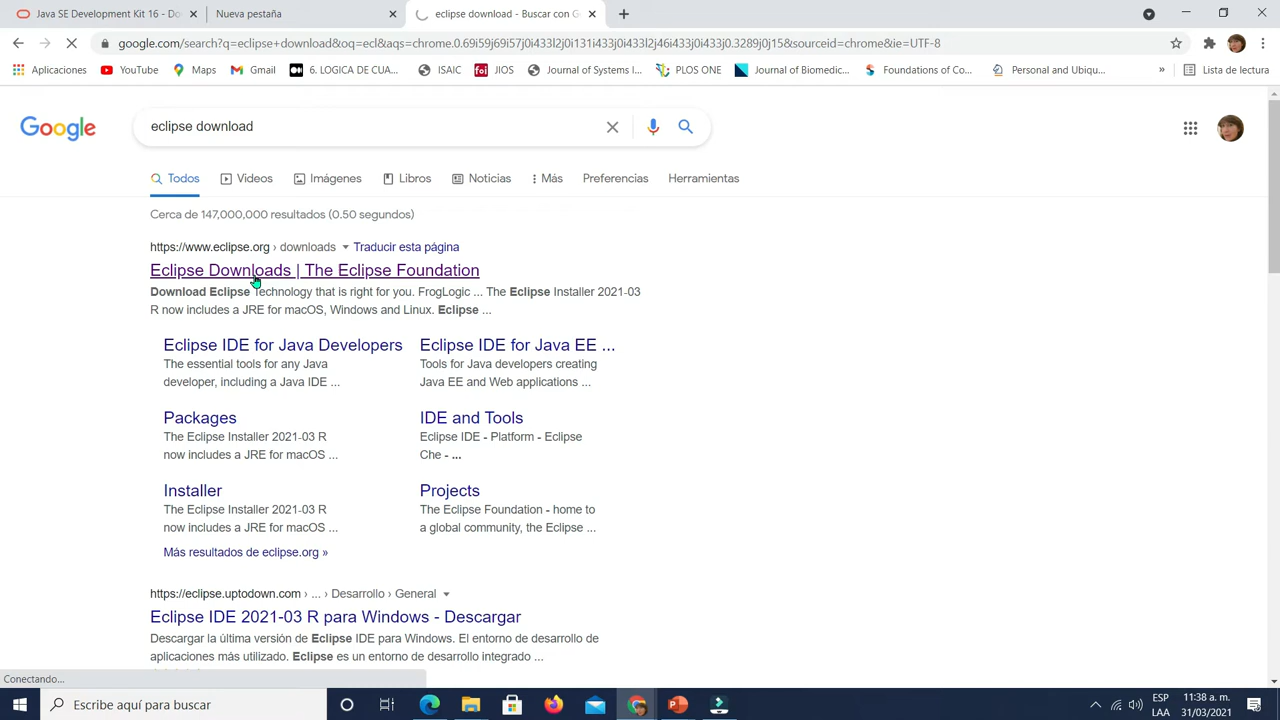 Java SE Development Kit 16 - Do
Nueva pestaña
eclipse download - Buscar con G
google.com/search?q=eclipse+download&oq=ecl&aqs=chrome.0.69i59j69i57j0i433l2j0i131i433j0i433l2j46i433j0i433.3289j0j15&sourceid=chrome&ie=UTF-8
Aplicaciones
YouTube
Maps
Gmail
6. LOGICA DE CUA...
ISAIC
foi
JIOS
Journal of Systems I...
PLOS ONE
Journal of Biomedic...
Foundations of Co...
Personal and Ubiqu...
»
Lista de lectura
Google
eclipse download
Todos
Videos
Imágenes
Libros
Noticias
Más
Preferencias
Herramientas
Cerca de 147,000,000 resultados (0.50 segundos)
https://www.eclipse.org › downloads
Traducir esta página
Eclipse Downloads | The Eclipse Foundation
Download Eclipse Technology that is right for you. FrogLogic ... The Eclipse Installer 2021-03
R now includes a JRE for macOS, Windows and Linux. Eclipse ...
Eclipse IDE for Java Developers
The essential tools for any Java
developer, including a Java IDE ...
Eclipse IDE for Java EE ...
Tools for Java developers creating
Java EE and Web applications ...
Packages
The Eclipse Installer 2021-03 R
now includes a JRE for macOS ...
IDE and Tools
Eclipse IDE - Platform - Eclipse
Che - ...
Installer
The Eclipse Installer 2021-03 R
now includes a JRE for macOS ...
Projects
The Eclipse Foundation - home to
a global community, the Eclipse ...
Más resultados de eclipse.org »
https://eclipse.uptodown.com › ... › Desarrollo › General
Eclipse IDE 2021-03 R para Windows - Descargar
Descargar la última versión de Eclipse IDE para Windows. El entorno de desarrollo de
aplicaciones más utilizado. Eclipse es un entorno de desarrollo integrado ...
Conectando...
Escribe aquí para buscar
ESP
LAA
11:38 a. m.
31/03/2021